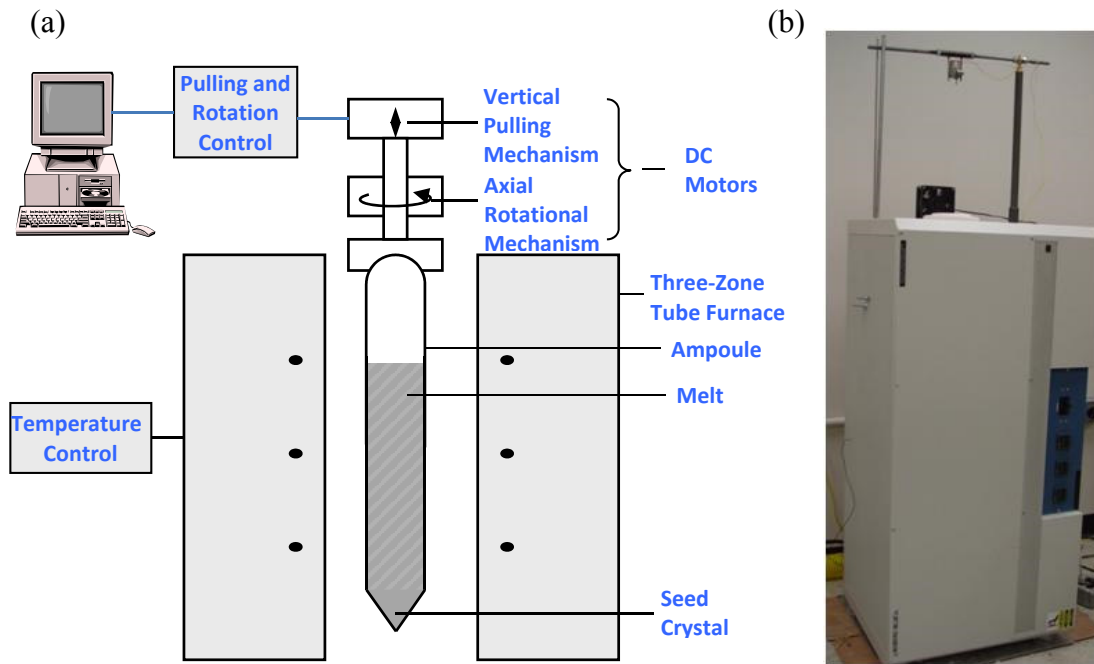 (a)
(b)
Pulling and
Rotation
Control
Vertical
Pulling
Mechanism
Axial
Rotational
Mechanism
DC
Motors
Three-Zone
Tube Furnace
Ampoule
Melt
Temperature
Control
Seed
Crystal